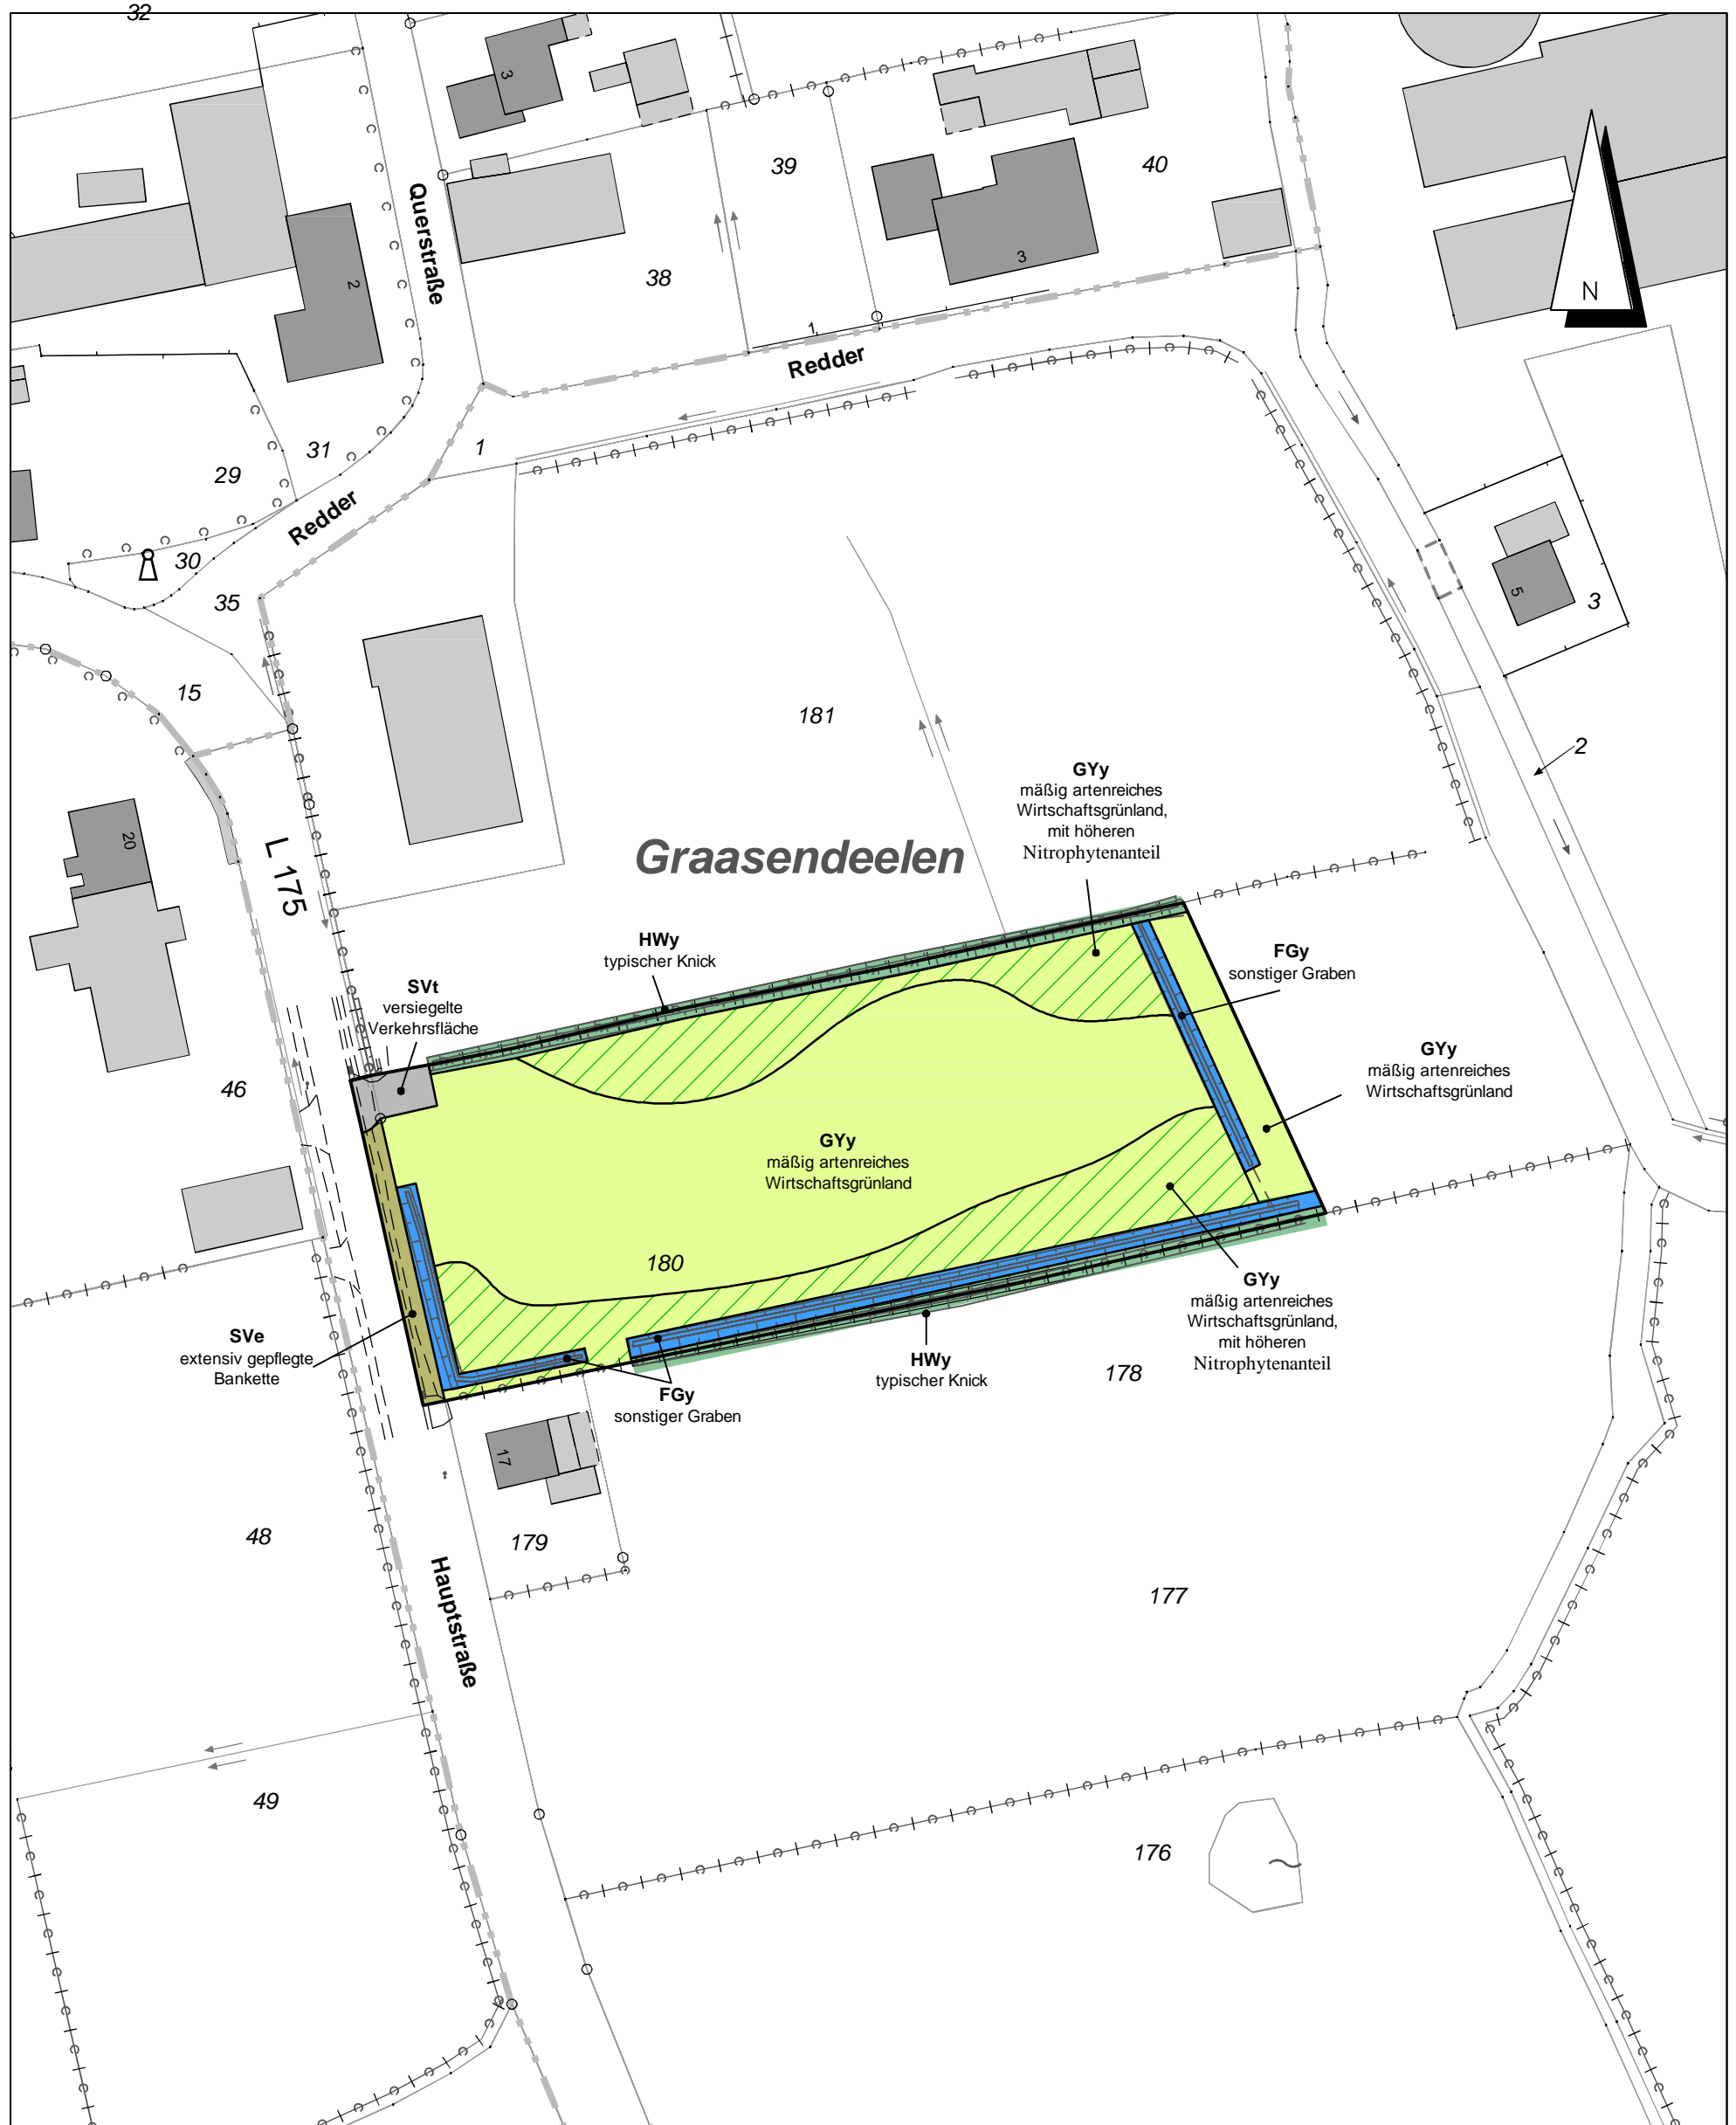 32
3
Querstraße
39
40
2
38
3
N
1
Redder
31
1
29
Redder
30
35
5
3
15
181
2
GYy
mäßig artenreiches
Wirtschaftsgrünland,
mit höheren
Nitrophytenanteil
20
L 175
Graasendeelen
HWy
typischer Knick
FGy
sonstiger Graben
SVt
versiegelte
Verkehrsfläche
46
GYy
mäßig artenreiches
Wirtschaftsgrünland
GYy
mäßig artenreiches
Wirtschaftsgrünland
180
GYy
mäßig artenreiches
Wirtschaftsgrünland,
mit höheren
Nitrophytenanteil
SVe
extensiv gepflegte
Bankette
HWy
typischer Knick
178
FGy
sonstiger Graben
17
48
179
Hauptstraße
177
49
176